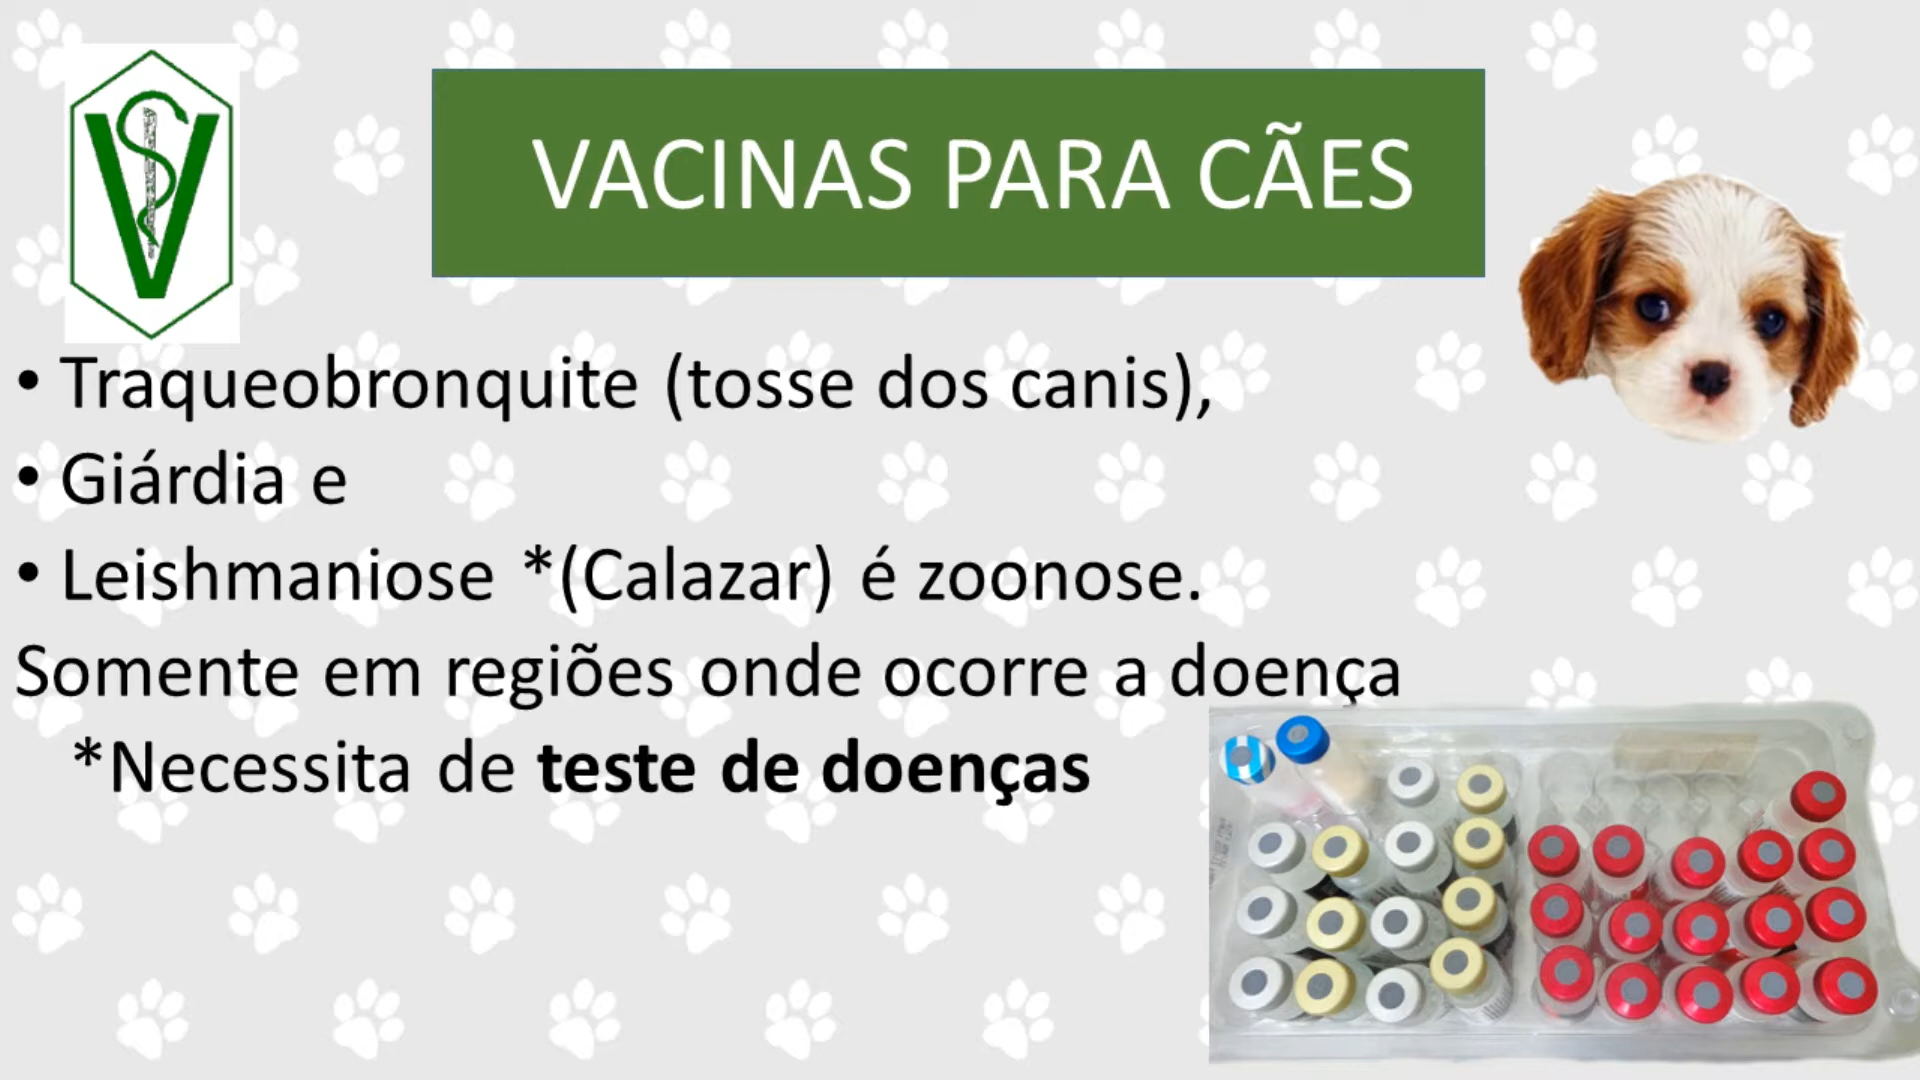 VACINAS PARA CÃES
• Traqueobronquite (tosse dos canis),
• Giárdia e
• Leishmaniose *(Calazar) é zoonose.
Somente em regiões onde ocorre a doença
*Necessita de teste de doenças